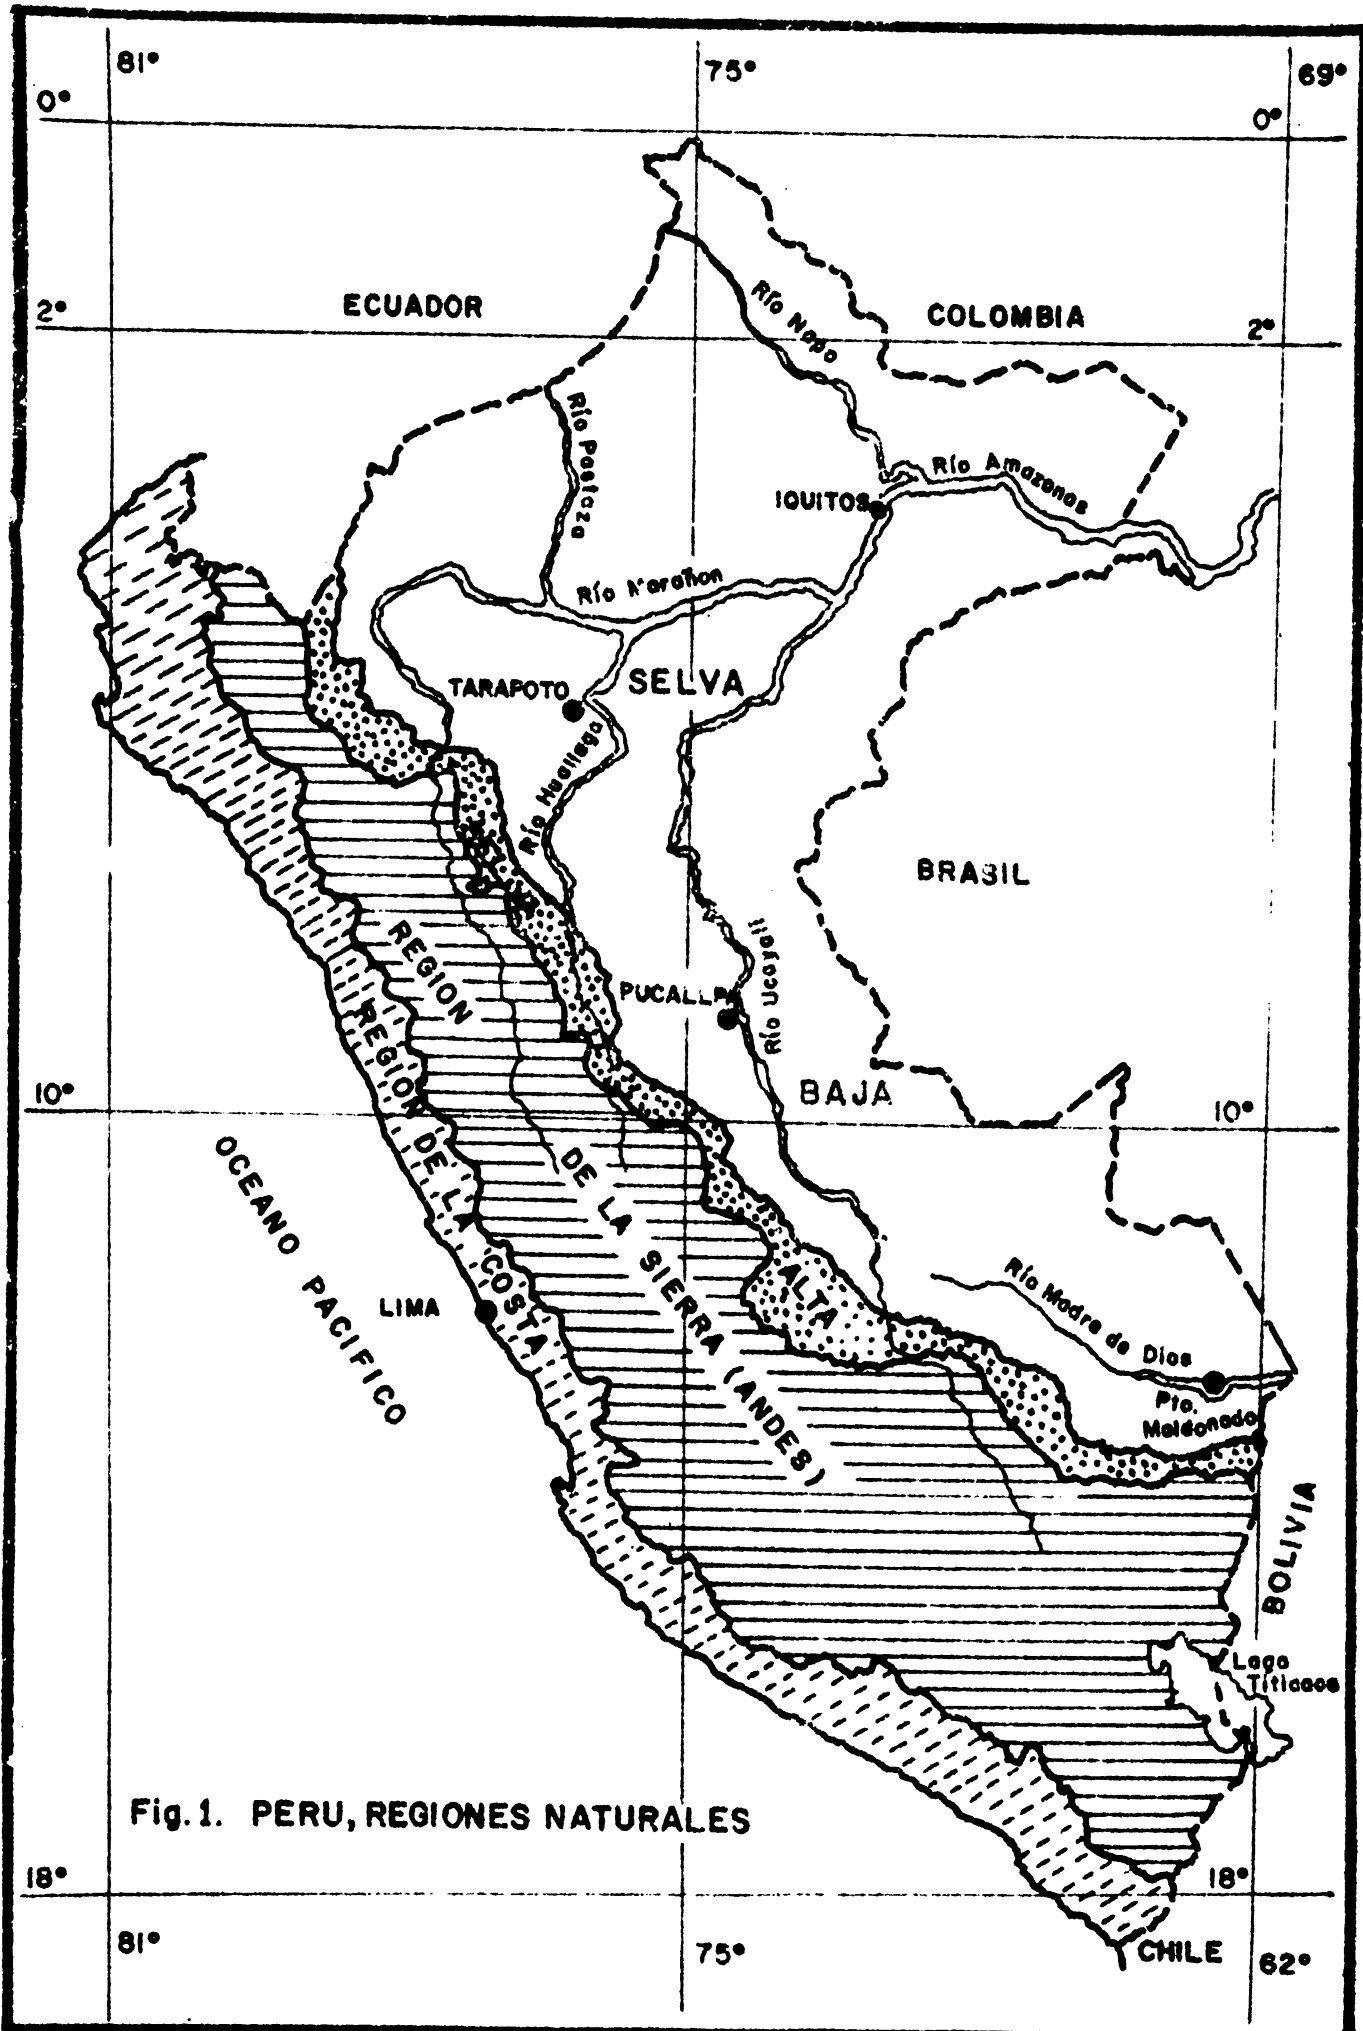 81°
75°
69°
0°
0°
ECUADOR
COLOMBIA
2°
2°
Río Napo
Río Pastaza
Río Amazonas
IQUITOS
Río Marañon
TARAPOTO
SELVA
Río Huallaga
BRASIL
REGION
PUCALLPA
Río Ucayali
REGION DE LA COSTA
10°
BAJA
10°
OCEANO PACIFICO
DE LA SIERRA (ANDES)
ALTA
LIMA
Río Madre de Dios
Pto.
Maldonado
BOLIVIA
Lago
Titicaca
Fig. 1. PERU, REGIONES NATURALES
18°
18°
81°
75°
CHILE
62°